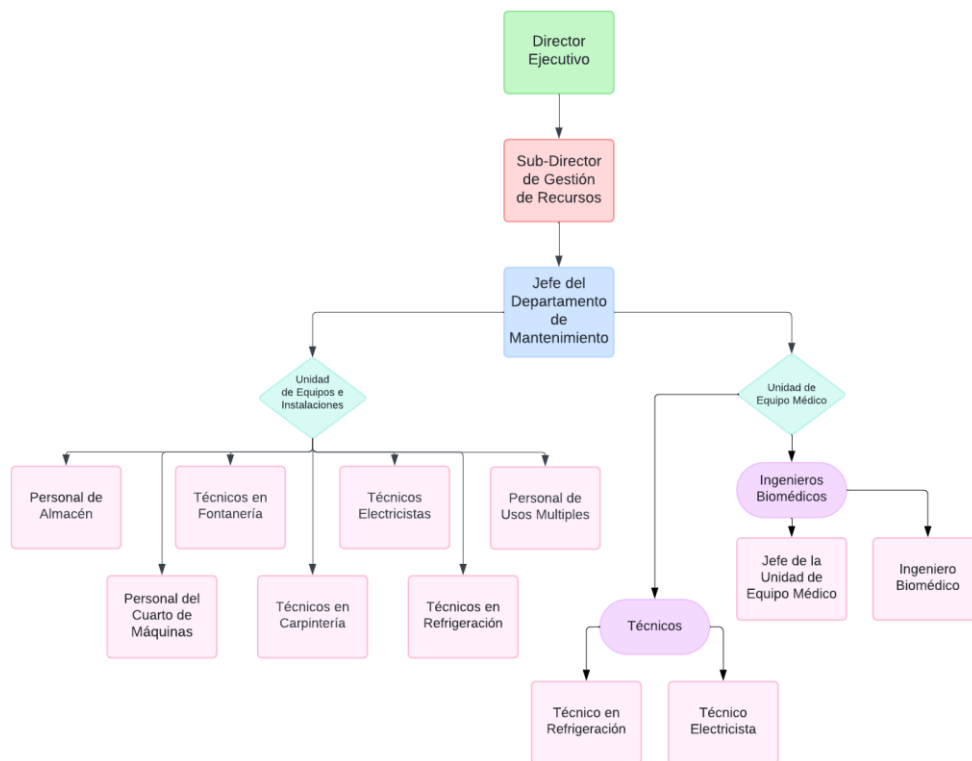 Director
Ejecutivo
Sub-Director
de Gestión
de Recursos
Jefe del
Departamento
de
Mantenimiento
Unidad
de Equipos e
Instalaciones
Unidad de
Equipo Médico
Personal de
Almacén
Técnicos en
Fontanería
Técnicos
Electricistas
Personal de
Usos Multiples
Ingenieros
Biomédicos
Personal del
Cuarto de
Máquinas
Técnicos en
Carpintería
Técnicos en
Refrigeración
Jefe de la
Unidad de
Equipo Médico
Ingeniero
Biomédico
Técnicos
Técnico en
Refrigeración
Técnico
Electricista